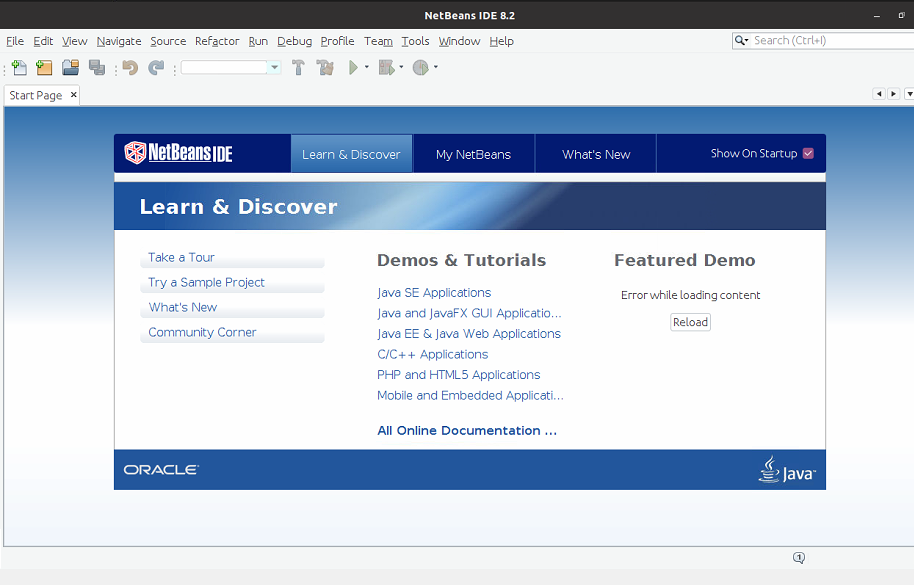 NetBeans IDE 8.2
File Edit View Navigate Source Refactor Run Debug Profile Team Tools Window Help
Search (Ctrl+I)
Start Page
NetBeans IDE
Learn & Discover
My NetBeans
What's New
Show On Startup
Learn & Discover
Take a Tour
Try a Sample Project
What's New
Community Corner
Demos & Tutorials
Java SE Applications
Java and JavaFX GUI Applicatio...
Java EE & Java Web Applications
C/C++ Applications
PHP and HTML5 Applications
Mobile and Embedded Applicati...
All Online Documentation ...
Featured Demo
Error while loading content
Reload
ORACLE
Java
1